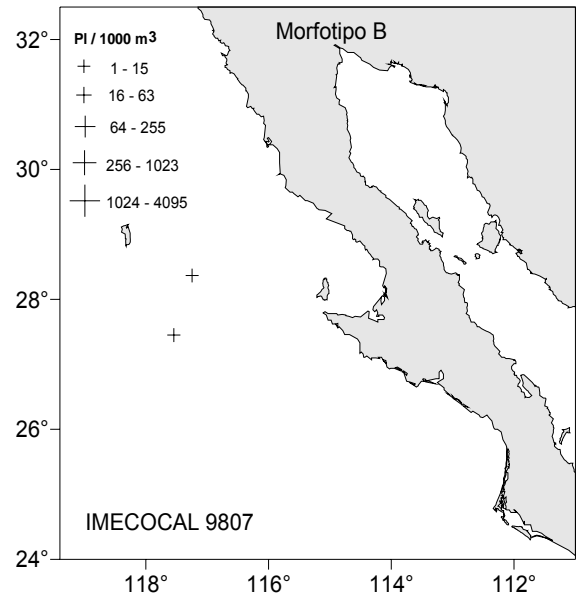 Morfotipo B
Pl / 1000 m³
1 - 15
16 - 63
64 - 255
256 - 1023
1024 - 4095
32°
30°
28°
26°
24°
IMECOCAL 9807
118° 116° 114° 112°